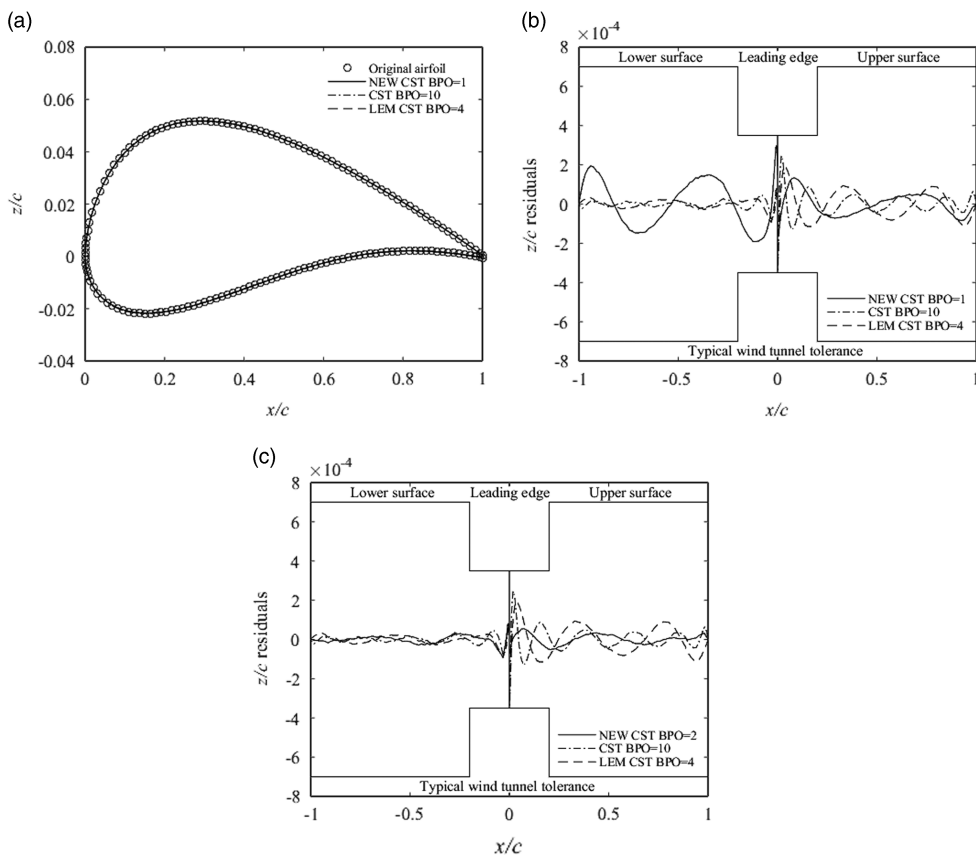 (a)
0.08
0.06
0.04
0.02
0
-0.02
-0.04
z/c
Original airfoil
NEW CST BPO=1
CST BPO=10
LEM CST BPO=4
0 0.2 0.4 0.6 0.8 1
x/c
(b)
×10-4
8
6
4
2
0
-2
-4
-6
-8
z/c residuals
Lower surface Leading edge Upper surface
NEW CST BPO=1
CST BPO=10
LEM CST BPO=4
Typical wind tunnel tolerance
-1 -0.5 0 0.5 1
x/c
(c)
×10-4
8
6
4
2
0
-2
-4
-6
-8
z/c residuals
Lower surface Leading edge Upper surface
NEW CST BPO=2
CST BPO=10
LEM CST BPO=4
Typical wind tunnel tolerance
-1 -0.5 0 0.5 1
x/c